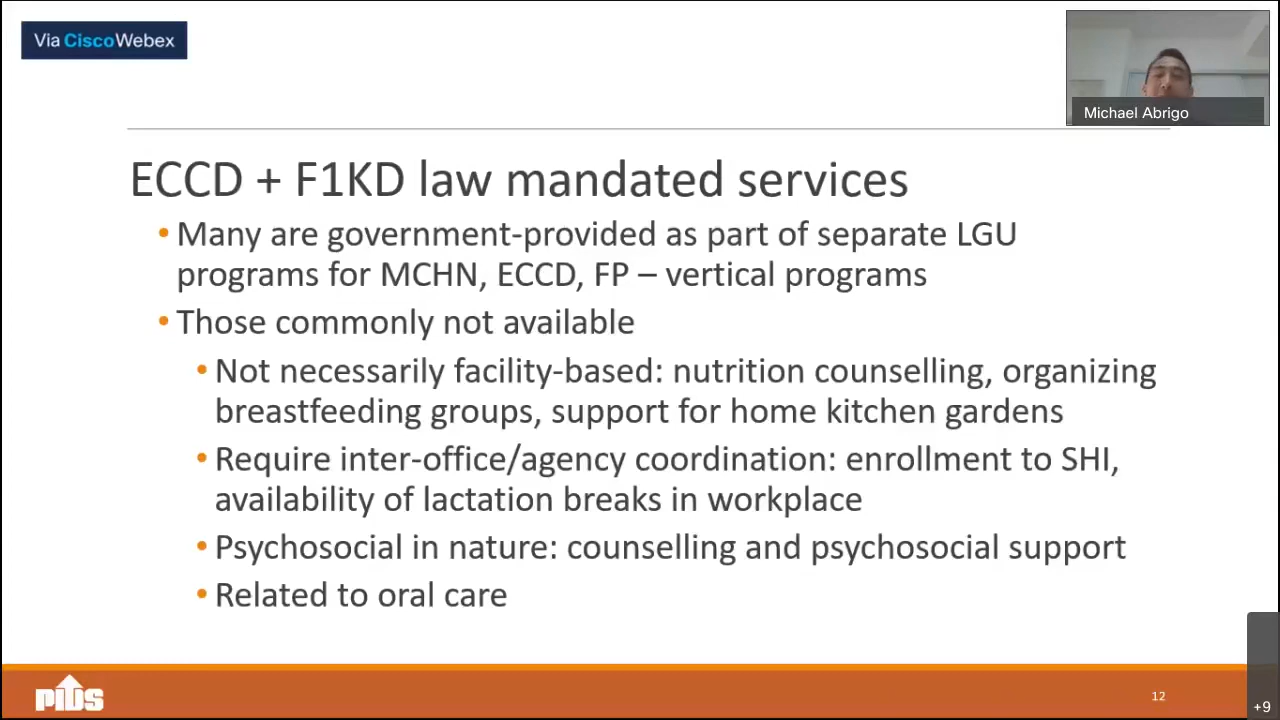 Via CiscoWebex
Michael Abrigo
ECCD + F1KD law mandated services
• Many are government-provided as part of separate LGU
programs for MCHN, ECCD, FP – vertical programs
• Those commonly not available
• Not necessarily facility-based: nutrition counselling, organizing
breastfeeding groups, support for home kitchen gardens
• Require inter-office/agency coordination: enrollment to SHI,
availability of lactation breaks in workplace
• Psychosocial in nature: counselling and psychosocial support
• Related to oral care
pids
12
+9